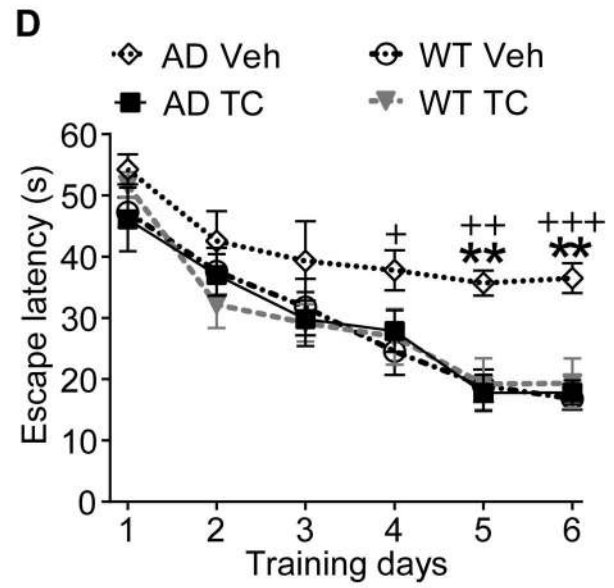 D
AD Veh WT Veh
AD TC WT TC
60
50
40
30
20
10
0
Escape latency (s)
+ ++ +++
** **
1 2 3 4 5 6
Training days